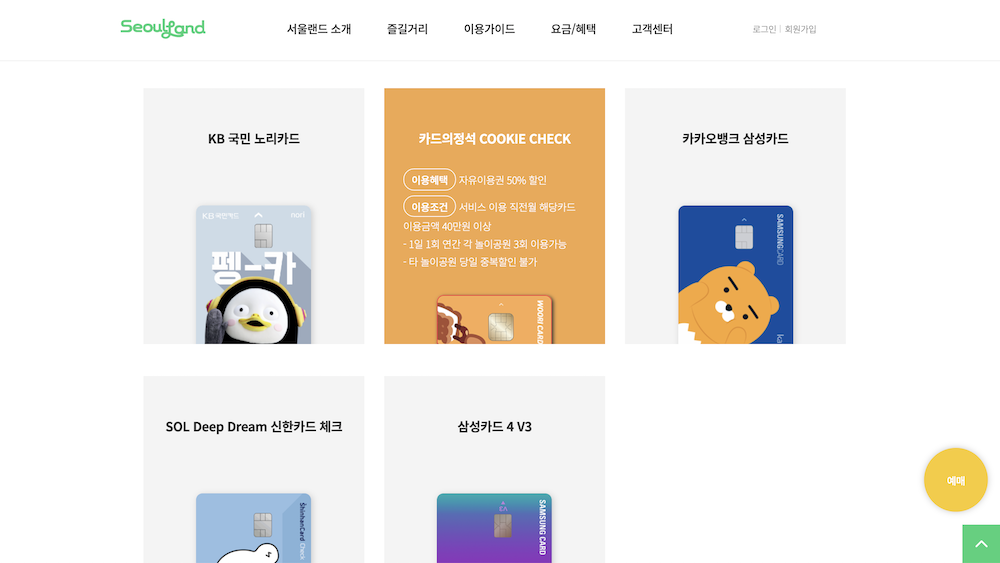 SeoulLand
서울랜드 소개
즐길거리
이용가이드
요금/혜택
고객센터
로그인
회원가입
KB 국민 노리카드
KB 국민카드
nori
펭-카
카드의정석 COOKIE CHECK
이용혜택 자유이용권 50% 할인
이용조건 서비스 이용 직전월 해당카드
이용금액 40만원 이상
- 1일 1회 연간 각 놀이공원 3회 이용가능
- 타 놀이공원 당일 중복할인 불가
WOORI CARD
카카오뱅크 삼성카드
SAMSUNG CARD
SOL Deep Dream 신한카드 체크
ShinhanCard Check
삼성카드 4 V3
SAMSUNG CARD
예매